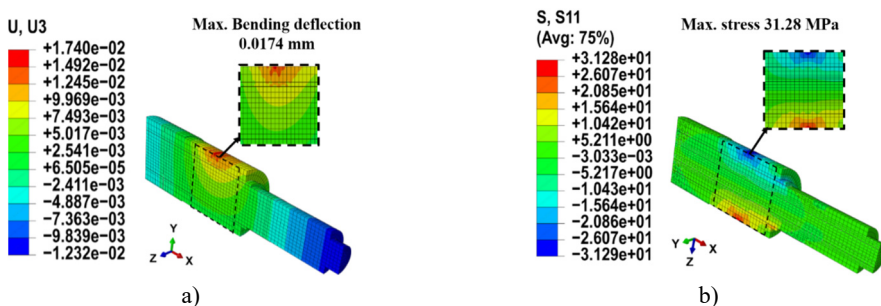 U, U3
+1.740e-02
+1.492e-02
+1.245e-02
+9.969e-03
+7.493e-03
+5.017e-03
+2.541e-03
+6.505e-05
-2.411e-03
-4.887e-03
-7.363e-03
-9.839e-03
-1.232e-02
Max. Bending deflection
0.0174 mm
Y
Z
X
a)
S, S11
(Avg: 75%)
+3.128e+01
+2.607e+01
+2.085e+01
+1.564e+01
+1.042e+01
+5.211e+00
-3.033e-03
-5.217e+00
-1.043e+01
-1.564e+01
-2.086e+01
-2.607e+01
-3.129e+01
Max. stress 31.28 MPa
Y
X
Z
b)